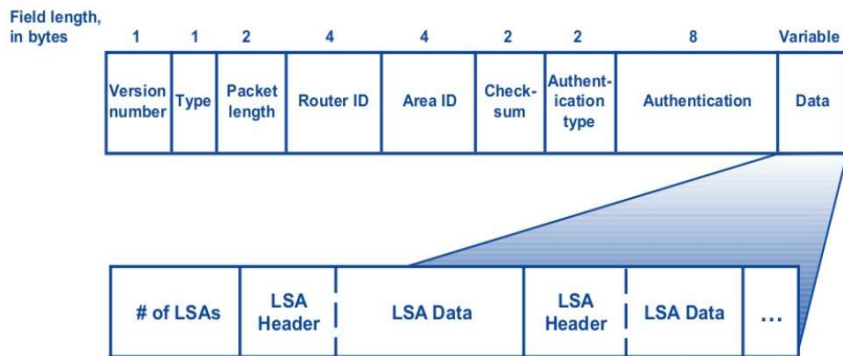 Field length,
in bytes 1 1 2 4 4 2 2 8 Variable
Version
number
Type
Packet
length
Router ID
Area ID
Check-
sum
Authent-
ication
type
Authentication
Data
# of LSAs
LSA
Header
LSA Data
LSA
Header
LSA Data
...